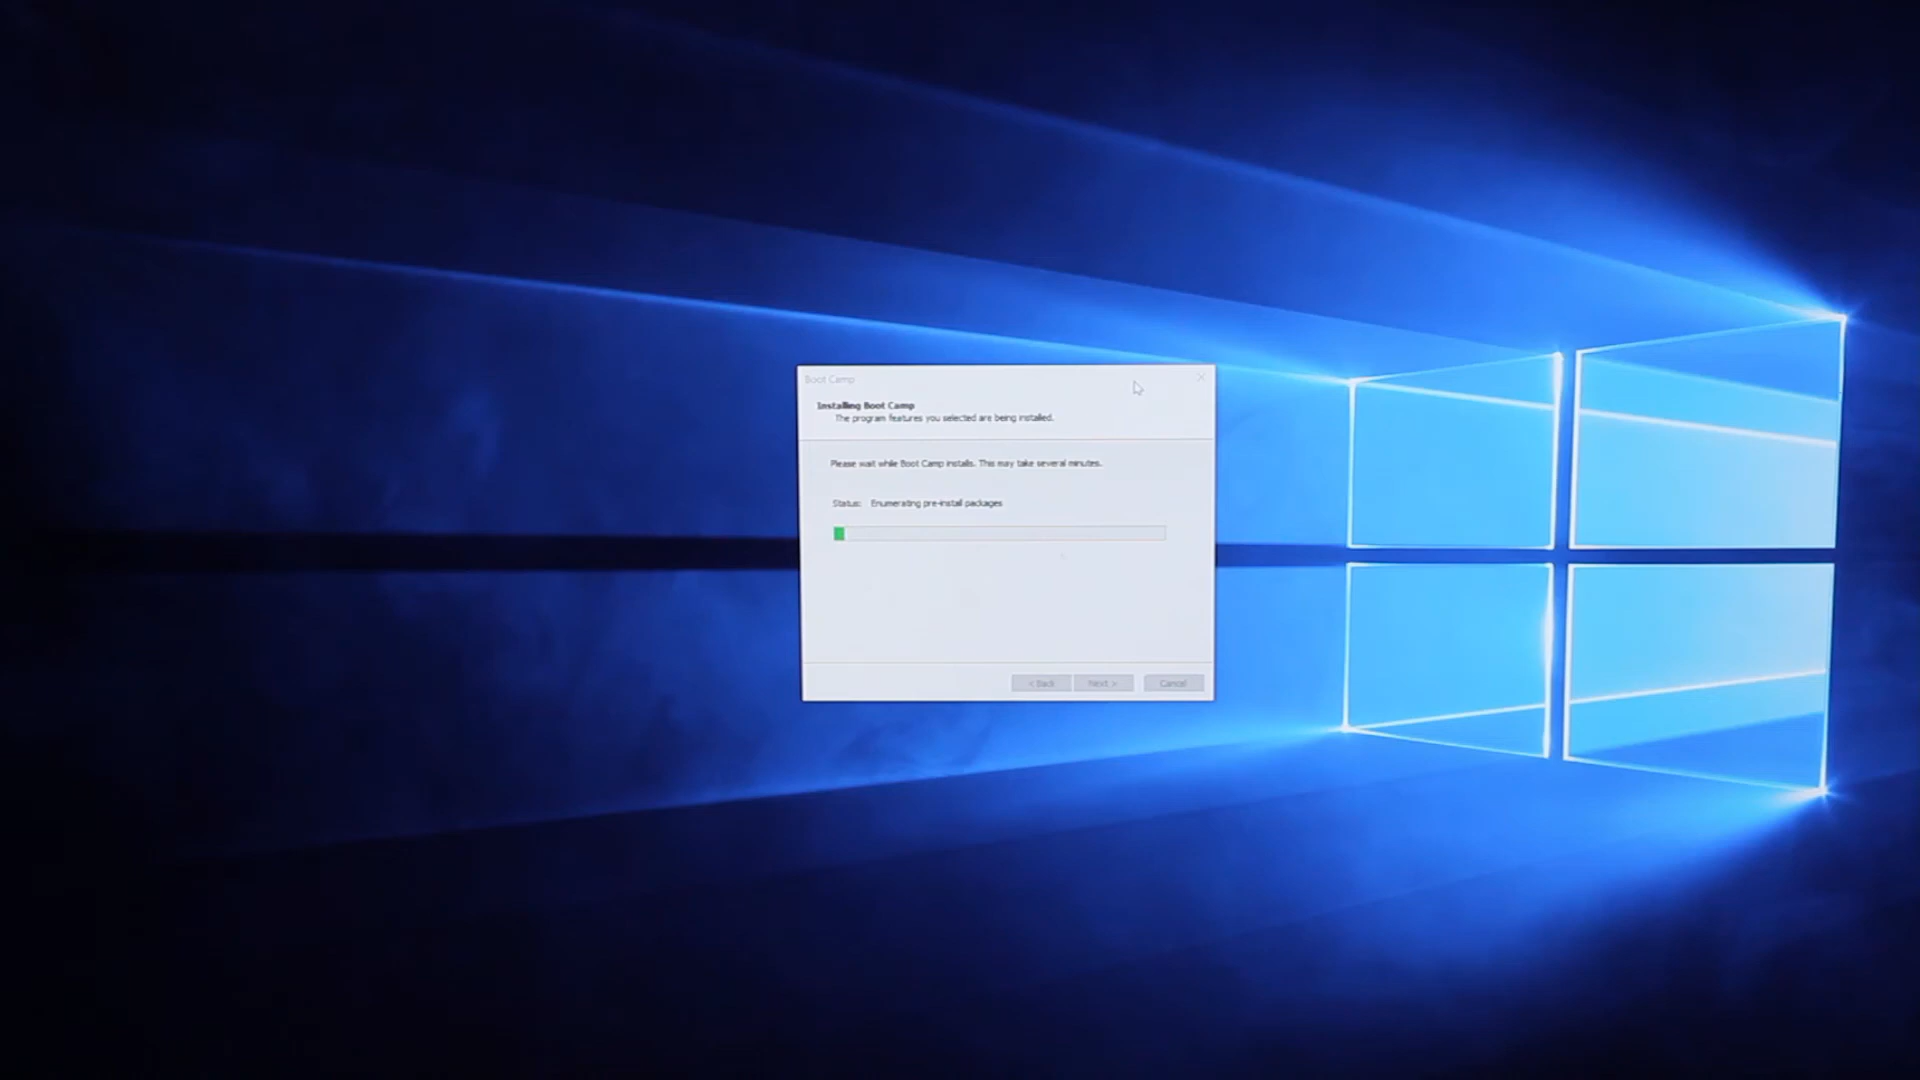 Boot Camp
Installing Boot Camp
The program features you selected are being installed.
Please wait while Boot Camp installs. This may take several minutes.
Status: Enumerating pre-install packages
< Back Next > Cancel